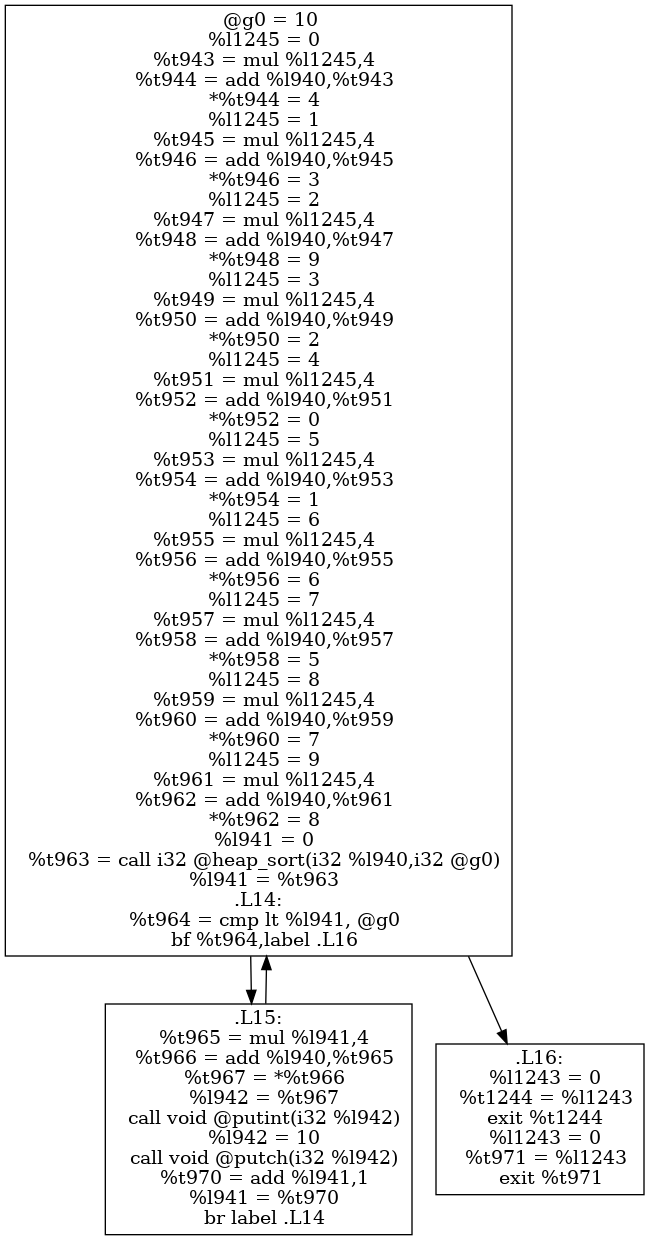 @g0 = 10
%l1245 = 0
%t943 = mul %l1245,4
%t944 = add %l940,%t943
*%t944 = 4
%l1245 = 1
%t945 = mul %l1245,4
%t946 = add %l940,%t945
*%t946 = 3
%l1245 = 2
%t947 = mul %l1245,4
%t948 = add %l940,%t947
*%t948 = 9
%l1245 = 3
%t949 = mul %l1245,4
%t950 = add %l940,%t949
*%t950 = 2
%l1245 = 4
%t951 = mul %l1245,4
%t952 = add %l940,%t951
*%t952 = 0
%l1245 = 5
%t953 = mul %l1245,4
%t954 = add %l940,%t953
*%t954 = 1
%l1245 = 6
%t955 = mul %l1245,4
%t956 = add %l940,%t955
*%t956 = 6
%l1245 = 7
%t957 = mul %l1245,4
%t958 = add %l940,%t957
*%t958 = 5
%l1245 = 8
%t959 = mul %l1245,4
%t960 = add %l940,%t959
*%t960 = 7
%l1245 = 9
%t961 = mul %l1245,4
%t962 = add %l940,%t961
*%t962 = 8
%l941 = 0
%t963 = call i32 @heap_sort(i32 %l940,i32 @g0)
%l941 = %t963
.L14:
%t964 = cmp lt %l941, @g0
bf %t964,label .L16
.L15:
%t965 = mul %l941,4
%t966 = add %l940,%t965
%t967 = *%t966
%l942 = %t967
call void @putint(i32 %l942)
%l942 = 10
call void @putch(i32 %l942)
%t970 = add %l941,1
%l941 = %t970
br label .L14
.L16:
%l1243 = 0
%t1244 = %l1243
exit %t1244
%l1243 = 0
%t971 = %l1243
exit %t971